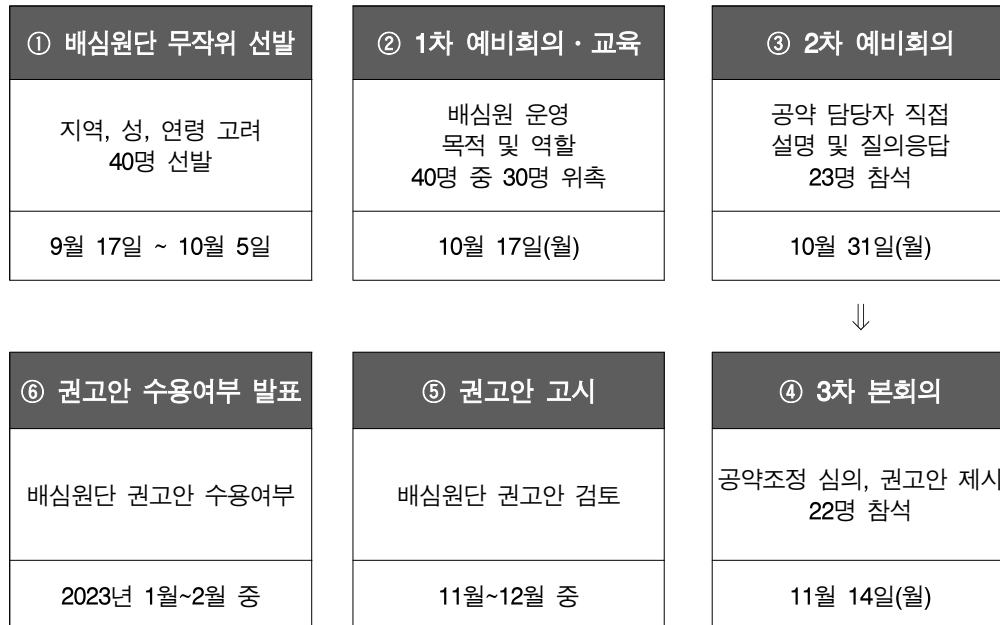 ① 배심원단 무작위 선발
지역, 성, 연령 고려
40명 선발
9월 17일 ~ 10월 5일
② 1차 예비회의 · 교육
배심원 운영
목적 및 역할
40명 중 30명 위촉
10월 17일(월)
③ 2차 예비회의
공약 담당자 직접
설명 및 질의응답
23명 참석
10월 31일(월)
⇓
④ 3차 본회의
공약조정 심의, 권고안 제시
22명 참석
11월 14일(월)
⑤ 권고안 고시
배심원단 권고안 검토
11월~12월 중
⑥ 권고안 수용여부 발표
배심원단 권고안 수용여부
2023년 1월~2월 중